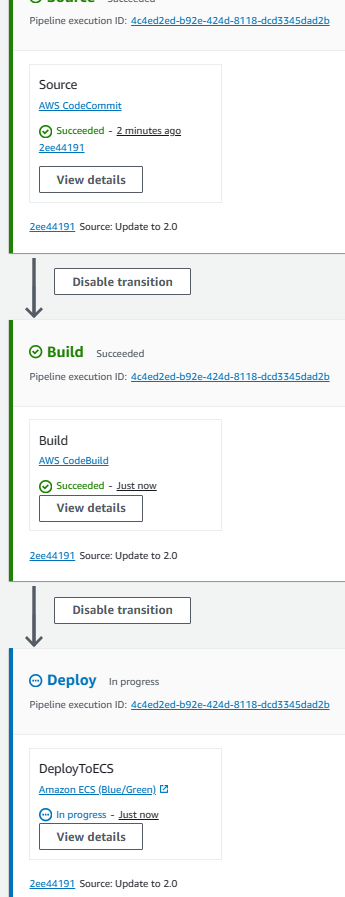 Source Succeeded
Pipeline execution ID: 4c4ed2ed-b92e-424d-8118-dcd3345dad2b
Source
AWS CodeCommit
Succeeded - 2 minutes ago
2ee44191
View details
2ee44191 Source: Update to 2.0
Disable transition
Build Succeeded
Pipeline execution ID: 4c4ed2ed-b92e-424d-8118-dcd3345dad2b
Build
AWS CodeBuild
Succeeded - Just now
View details
2ee44191 Source: Update to 2.0
Disable transition
Deploy In progress
Pipeline execution ID: 4c4ed2ed-b92e-424d-8118-dcd3345dad2b
DeployToECS
Amazon ECS (Blue/Green)
In progress - Just now
View details
2ee44191 Source: Update to 2.0